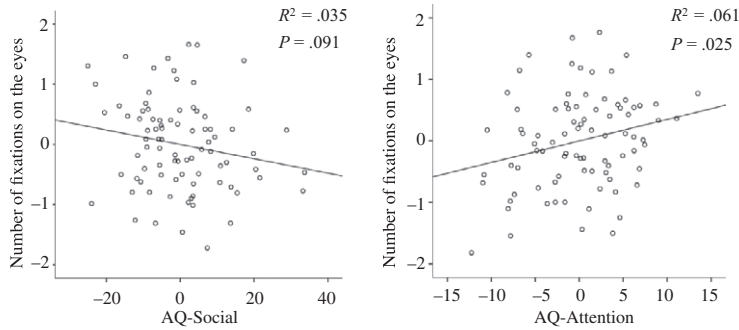 R² = .035
P = .091
Number of fixations on the eyes
2
1
0
−1
−2
−20 0 20 40
AQ-Social
R² = .061
P = .025
Number of fixations on the eyes
2
1
0
−1
−2
−15 −10 −5 0 5 10 15
AQ-Attention